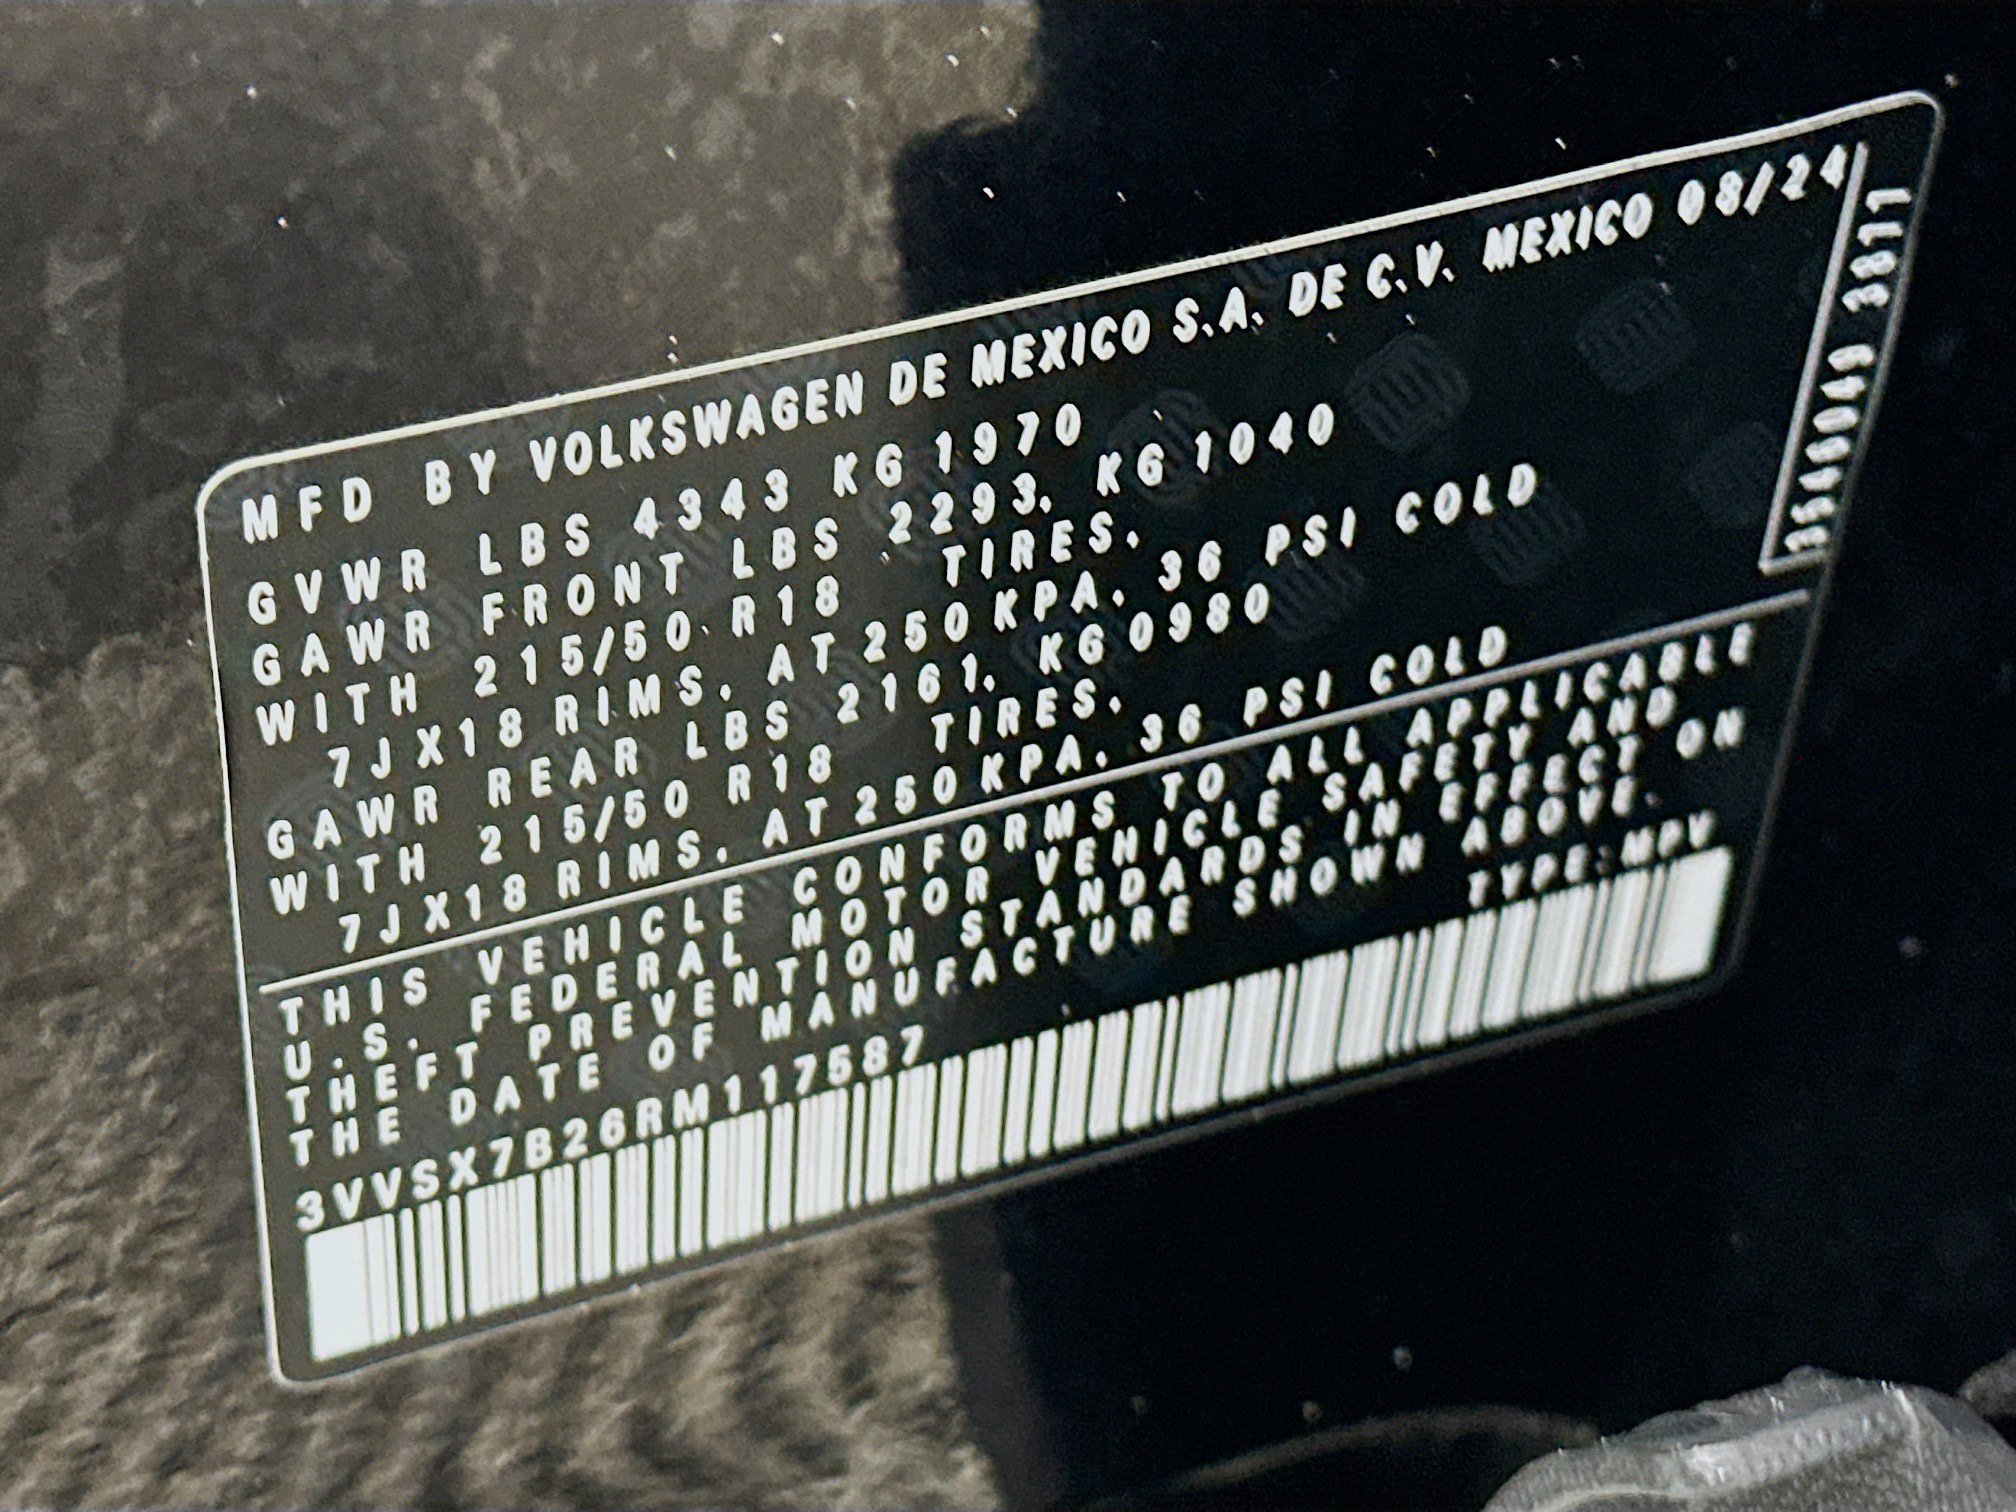 MFD BY VOLKSWAGEN DE MEXICO S.A. DE C.V. MEXICO 08/24
GVWR LBS 4343 KG 1970
GAWR FRONT LBS 2293, KG 1040
WITH 215/50 R18 TIRES,
7JX18 RIMS, AT 250 KPA, 36 PSI COLD
GAWR REAR LBS 2161, KG 0980
WITH 215/50 R18 TIRES,
7JX18 RIMS, AT 250 KPA, 36 PSI COLD
THIS VEHICLE CONFORMS TO ALL APPLICABLE
U.S. FEDERAL MOTOR VEHICLE SAFETY AND
THEFT PREVENTION STANDARDS IN EFFECT ON
THE DATE OF MANUFACTURE SHOWN ABOVE.
TYPE: MPV
3VVSX7B26RM117587
3811